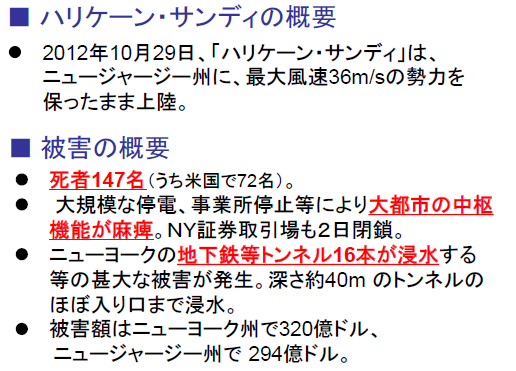 ■ ハリケーン・サンディの概要
● 2012年10月29日、「ハリケーン・サンディ」は、
ニュージャージー州に、最大風速36m/sの勢力を
保ったまま上陸。
■ 被害の概要
● 死者147名（うち米国で72名）。
● 大規模な停電、事業所停止等により大都市の中枢
機能が麻痺。NY証券取引場も2日閉鎖。
● ニューヨークの地下鉄等トンネル16本が浸水する
等の甚大な被害が発生。深さ約40m のトンネルの
ほぼ入り口まで浸水。
● 被害額はニューヨーク州で320億ドル、
ニュージャージー州で 294億ドル。